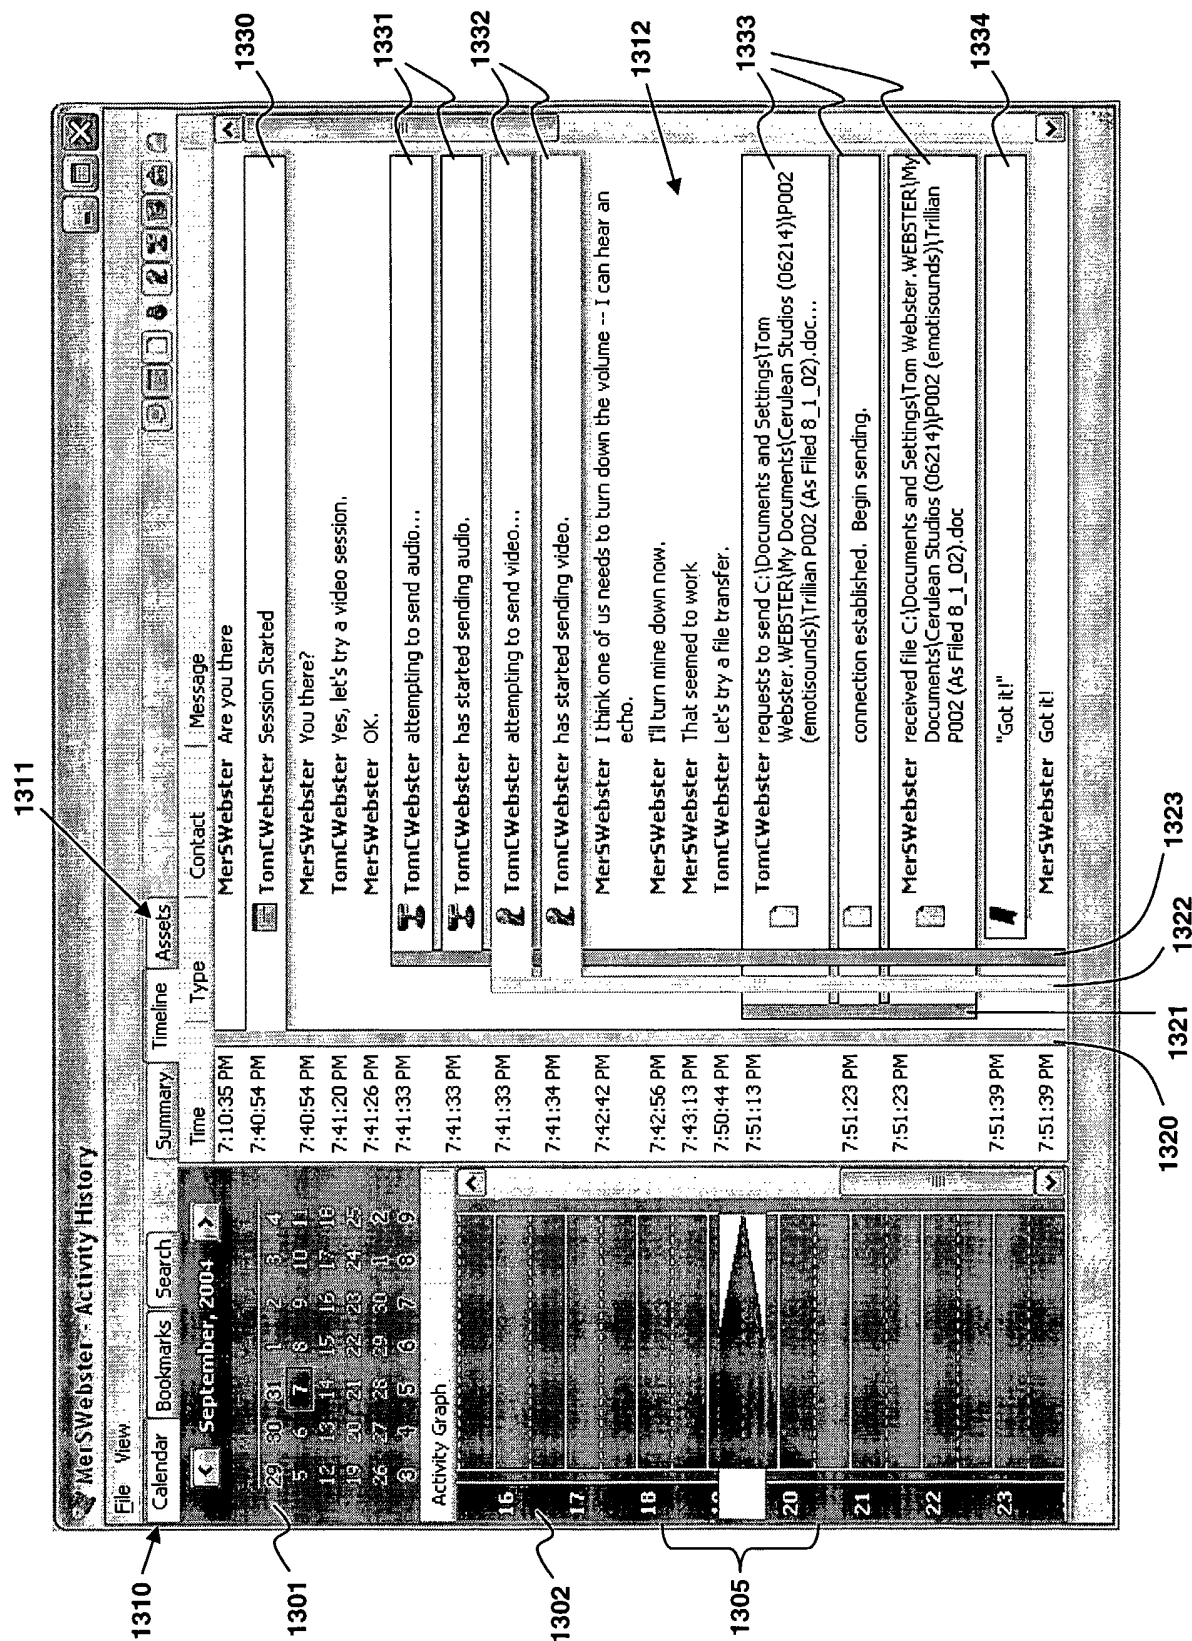 1311
MerSWebster - Activity History
File View
1310
Calendar Bookmarks Search
Summary Timeline Assets
September, 2004
29 30 31 1 2 3 4
5 6 7 8 9 10 11
12 13 14 15 16 17 18
19 20 21 22 23 24 25
26 27 28 29 30 1 2
3 4 5 6 7 8 9
1301
Activity Graph
16
17
18
20
21
22
23
1302
1305
Time Type Contact Message
7:10:35 PM MerSWebster Are you there
7:40:54 PM TomCWebster Session Started
1330
7:40:54 PM MerSWebster You there?
7:41:20 PM TomCWebster Yes, let's try a video session.
7:41:26 PM MerSWebster OK.
7:41:33 PM TomCWebster attempting to send audio...
1331
7:41:33 PM TomCWebster has started sending audio.
7:41:33 PM TomCWebster attempting to send video...
1332
7:41:34 PM TomCWebster has started sending video.
7:42:42 PM MerSWebster I think one of us needs to turn down the volume -- I can hear an
echo.
1312
7:42:56 PM MerSWebster I'll turn mine down now.
7:43:13 PM MerSWebster That seemed to work
7:50:44 PM TomCWebster Let's try a file transfer.
7:51:13 PM TomCWebster requests to send C:\Documents and Settings\Tom
Webster.WEBSTER\My Documents\Cerulean Studios (06214)\P002
(emotisounds)\Trillian P002 (As Filed 8_1_02).doc...
1333
7:51:23 PM connection established. Begin sending.
7:51:23 PM MerSWebster received file C:\Documents and Settings\Tom Webster.WEBSTER\My
Documents\Cerulean Studios (06214)\P002 (emotisounds)\Trillian
P002 (As Filed 8_1_02).doc
7:51:39 PM "Got it!"
1334
7:51:39 PM MerSWebster Got it!
1320
1321
1322
1323